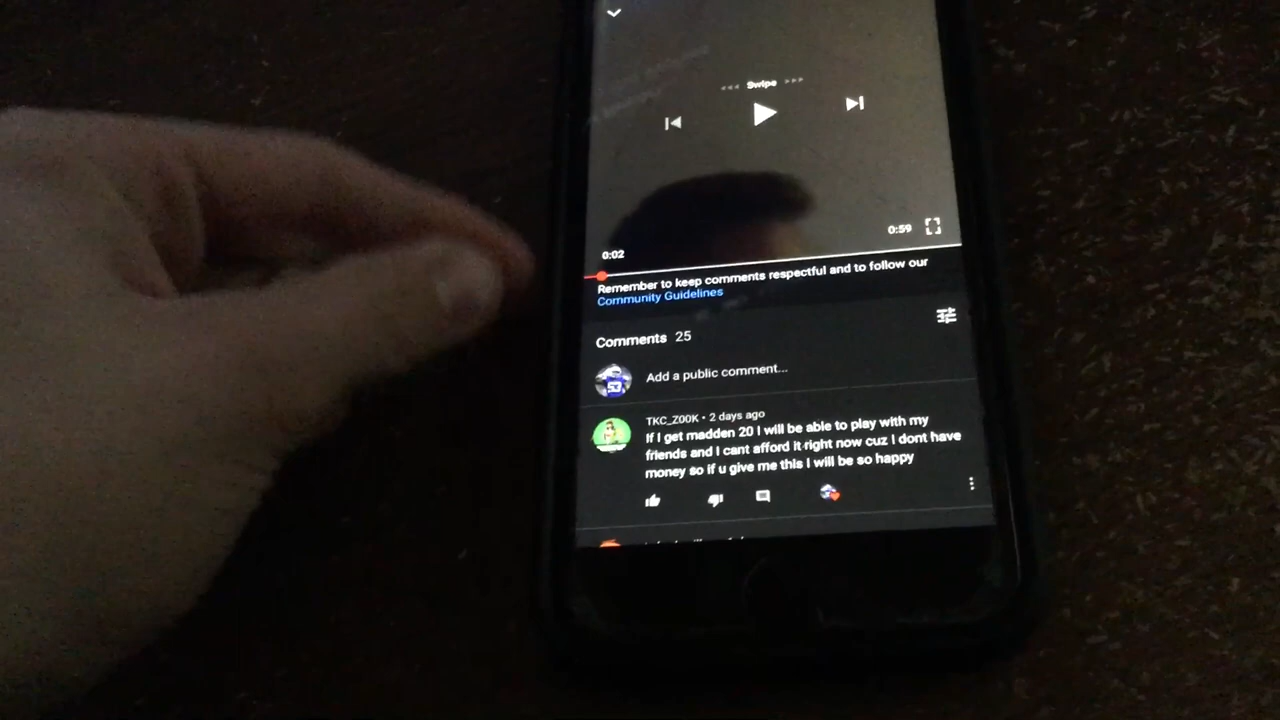 Swipe
0:59
0:02
Remember to keep comments respectful and to follow our
Community Guidelines
Comments 25
53
Add a public comment...
TKC_Z00K • 2 days ago
If I get madden 20 I will be able to play with my
friends and I cant afford it right now cuz I dont have
money so if u give me this I will be so happy